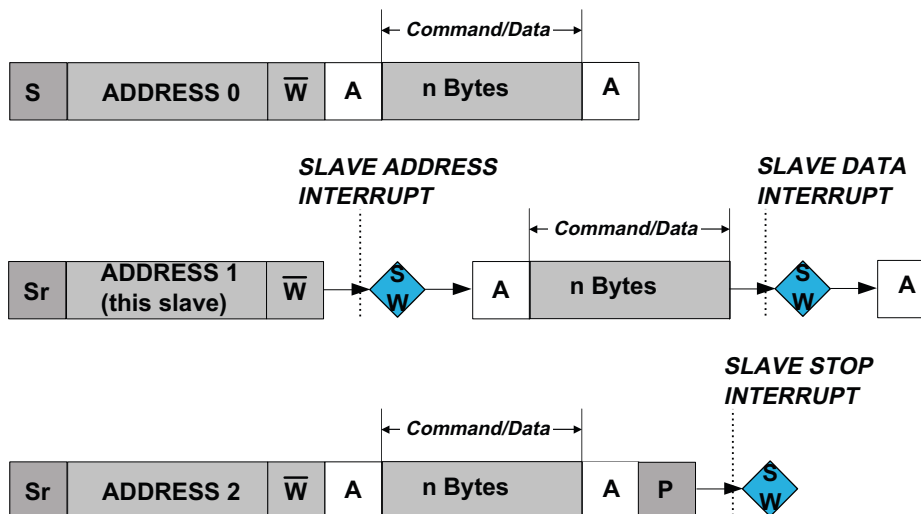 Command/Data
S ADDRESS 0 W̅ A n Bytes A
SLAVE ADDRESS
INTERRUPT
SLAVE DATA
INTERRUPT
Command/Data
Sr ADDRESS 1
(this slave) W̅ S
W A n Bytes S
W A
SLAVE STOP
INTERRUPT
Command/Data
Sr ADDRESS 2 W̅ A n Bytes A P S
W